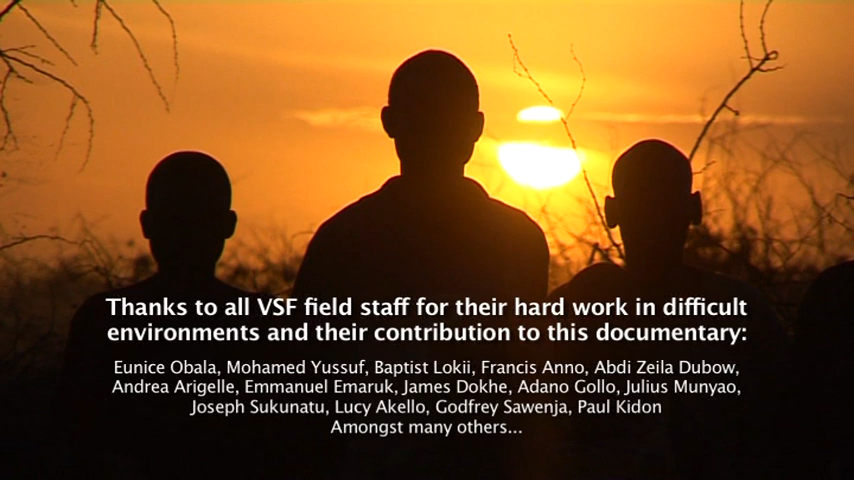 Thanks to all VSF field staff for their hard work in difficult
environments and their contribution to this documentary:
Eunice Obala, Mohamed Yussuf, Baptist Lokii, Francis Anno, Abdi Zeila Dubow,
Andrea Arigelle, Emmanuel Emaruk, James Dokhe, Adano Gollo, Julius Munyao,
Joseph Sukunatu, Lucy Akello, Godfrey Sawenja, Paul Kidon
Amongst many others...